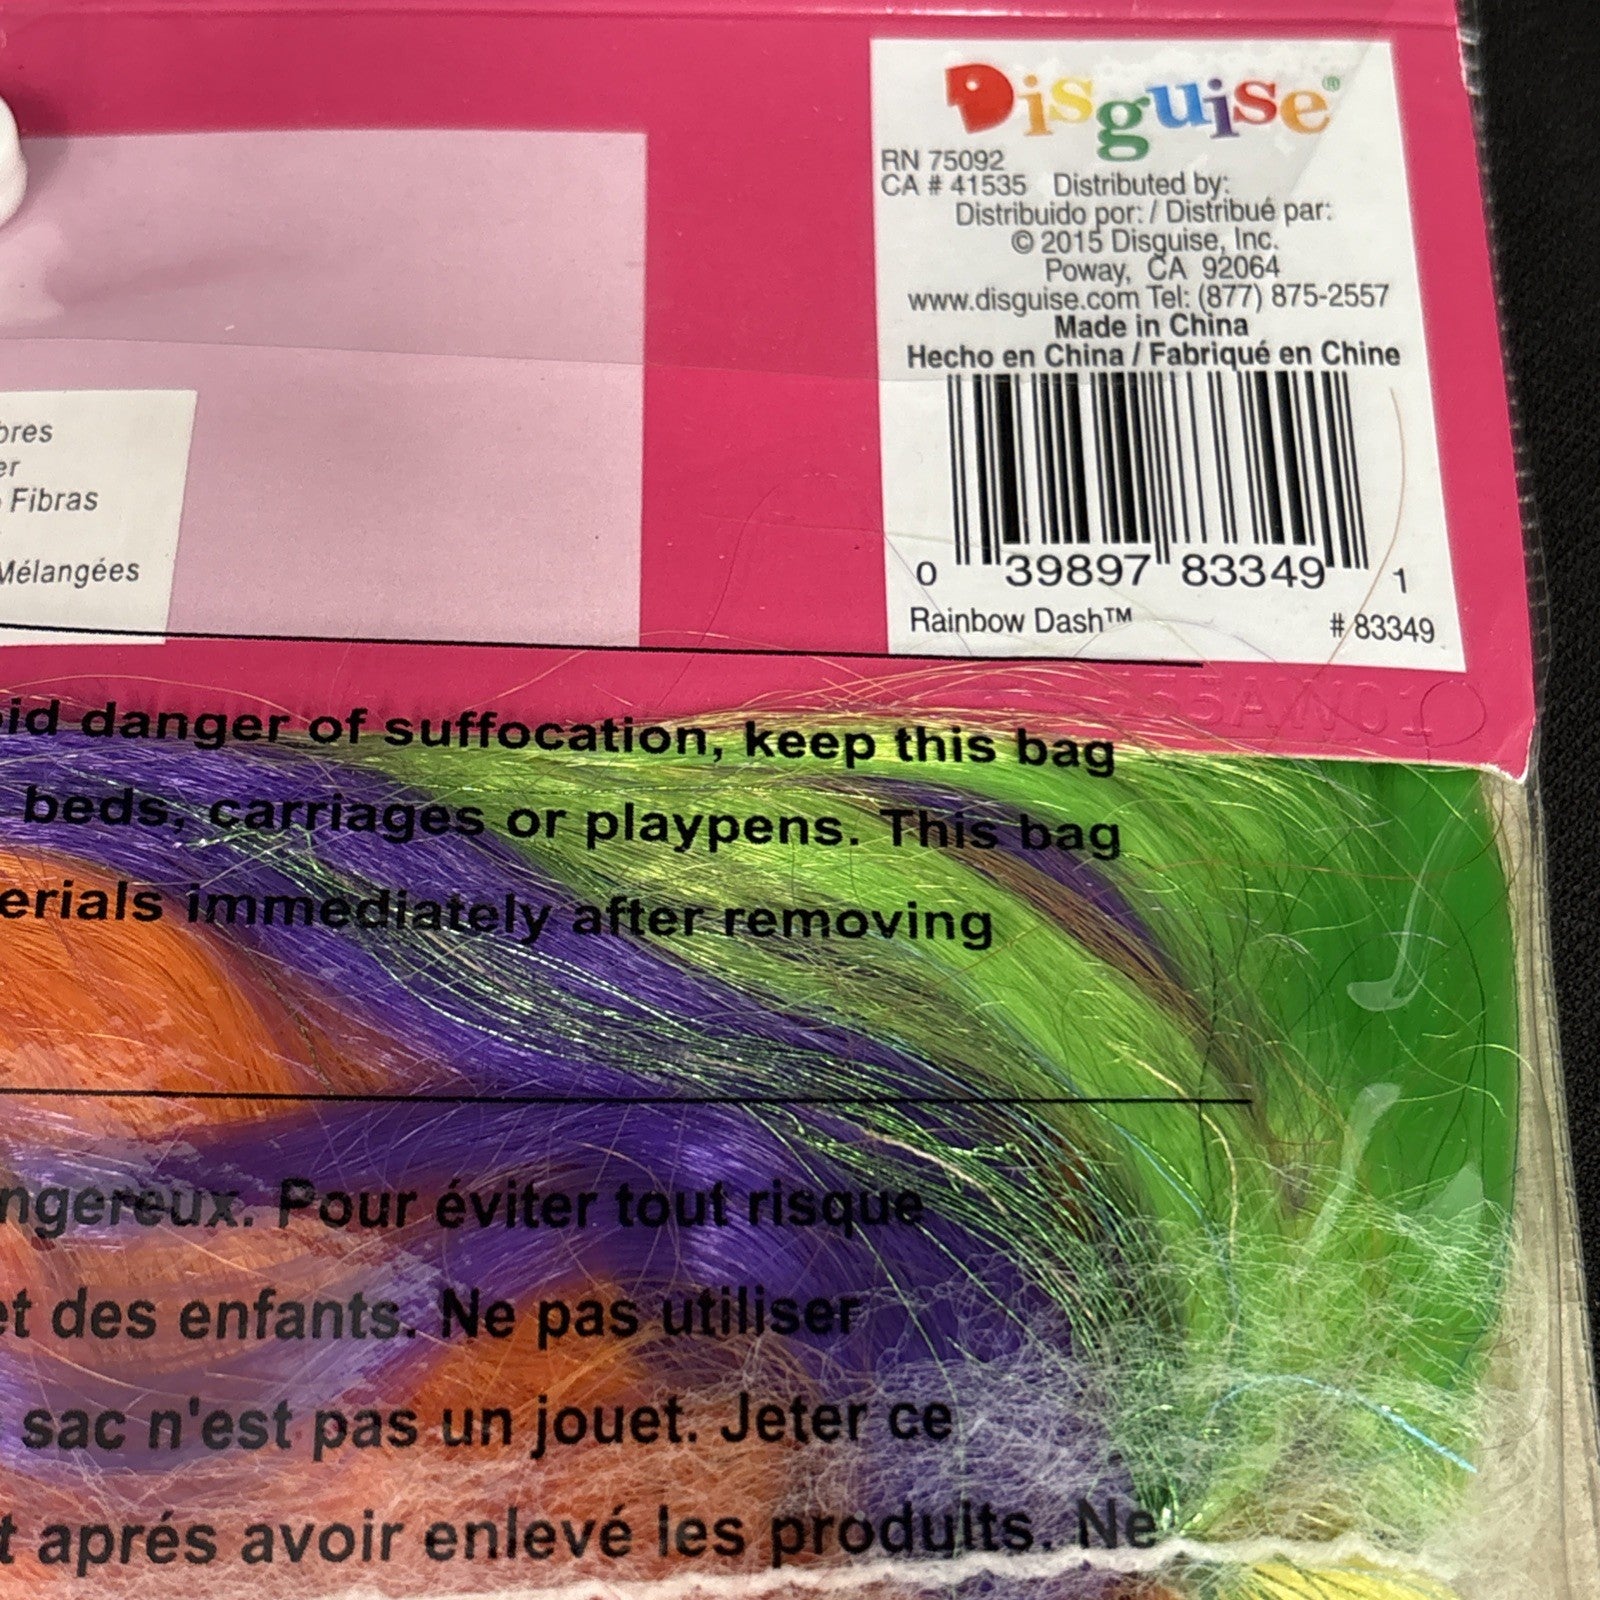 Disguise®
RN 75092
CA # 41535 Distributed by:
Distribuido por: / Distribué par:
© 2015 Disguise, Inc.
Poway, CA 92064
www.disguise.com Tel: (877) 875-2557
Made in China
Hecho en China / Fabriqué en Chine
0 39897 83349 1
Rainbow Dash™ # 83349
bres
er
Fibras
Mélangées
id danger of suffocation, keep this bag
beds, carriages or playpens. This bag
erials immediately after removing
ngereux. Pour éviter tout risque
et des enfants. Ne pas utiliser
sac n'est pas un jouet. Jeter ce
t aprés avoir enlevé les produits. Ne